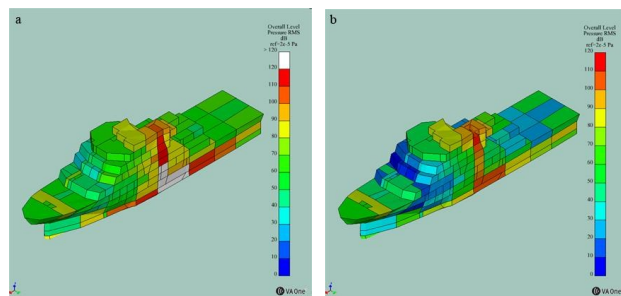 a
Overall Level
Pressure RMS
dB
ref=2e-5 Pa
>120
120
110
100
90
80
70
60
50
40
30
20
10
0
VA One
b
Overall Level
Pressure RMS
dB
ref=2e-5 Pa
120
110
100
90
80
70
60
50
40
30
20
10
0
VA One